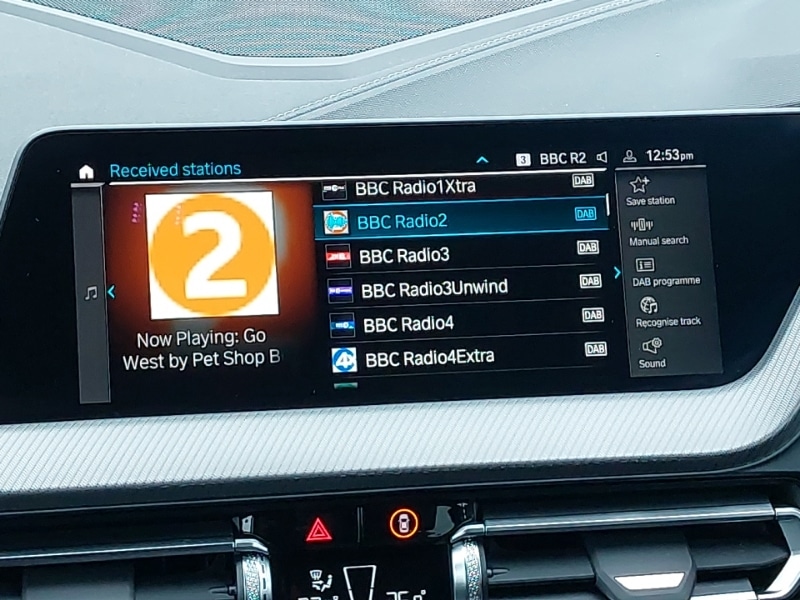 Received stations
3 BBC R2 12:53pm
2
Now Playing: Go
West by Pet Shop B
BBC Radio1Xtra DAB
BBC Radio2 DAB
BBC Radio3 DAB
BBC Radio3Unwind DAB
BBC Radio4 DAB
BBC Radio4Extra DAB
Save station
Manual search
DAB programme
Recognise track
Sound